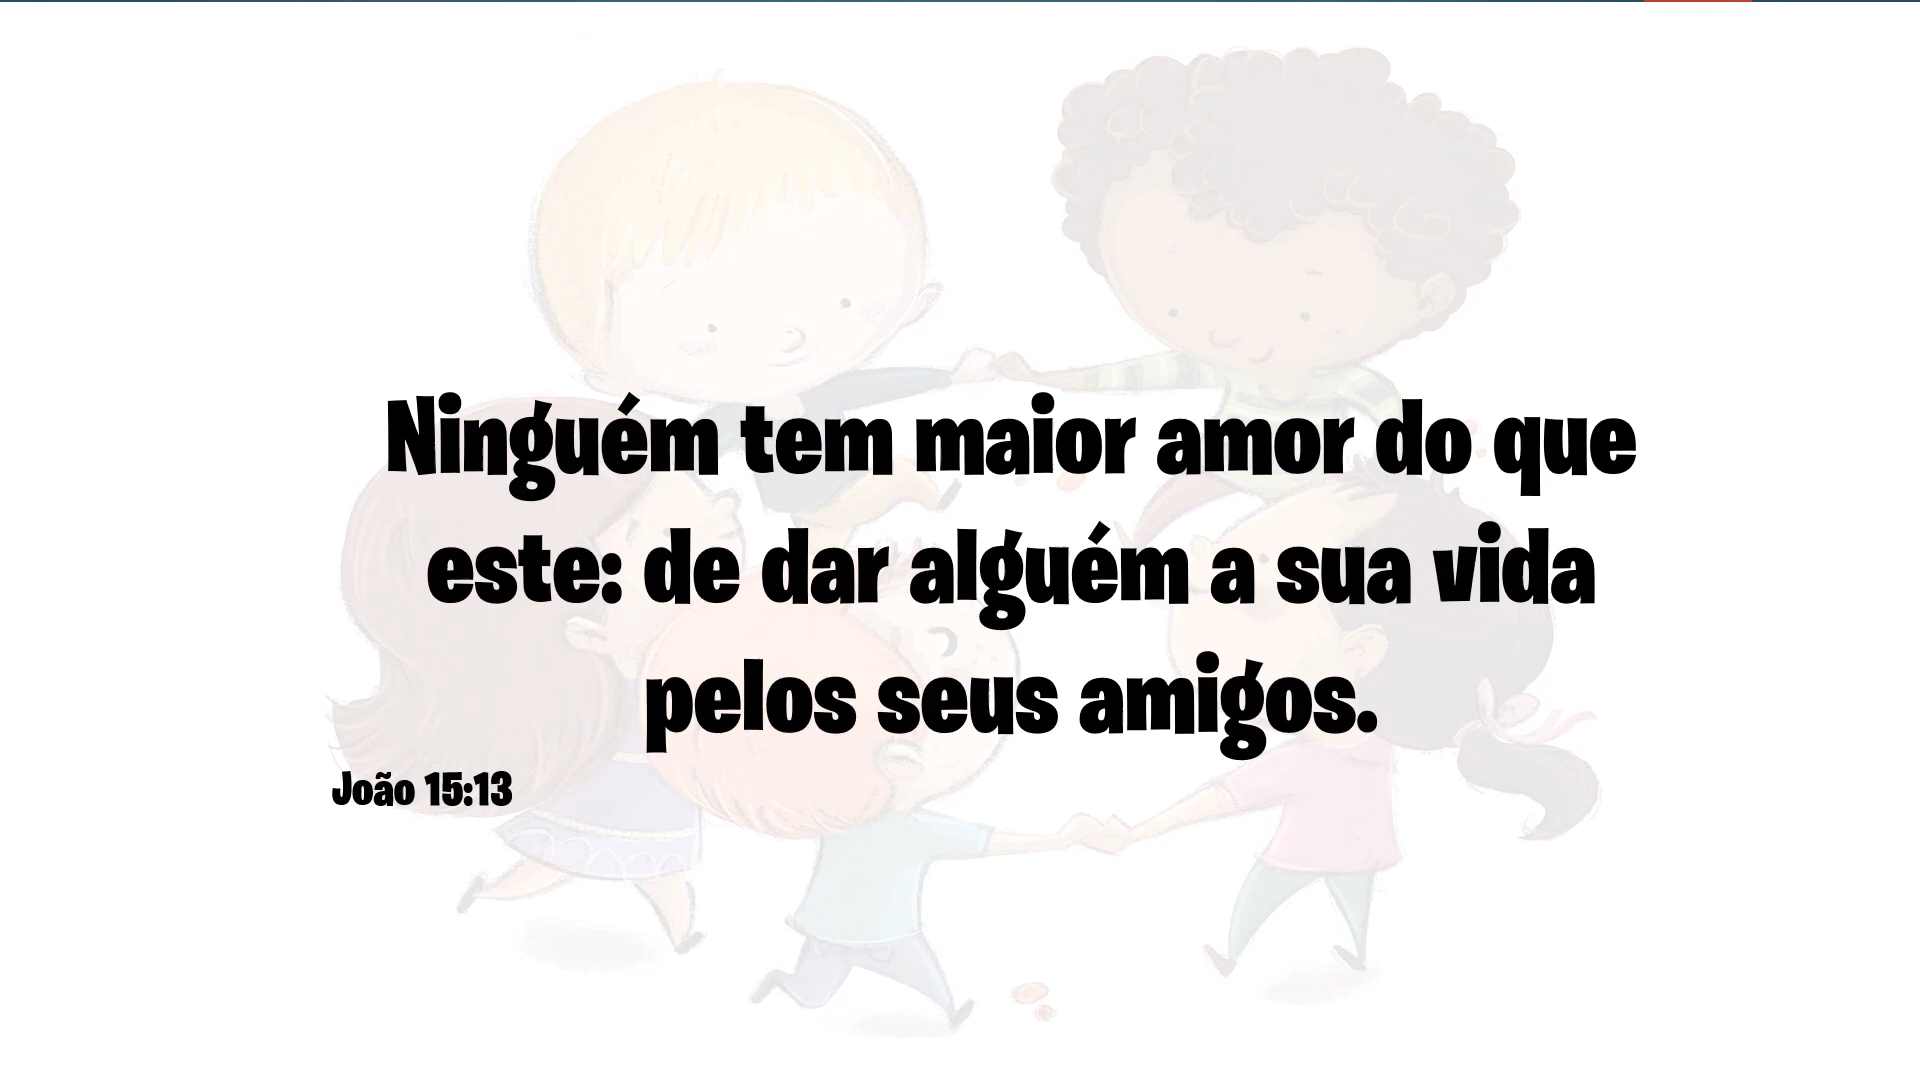 Ninguém tem maior amor do que
este: de dar alguém a sua vida
pelos seus amigos.
João 15:13